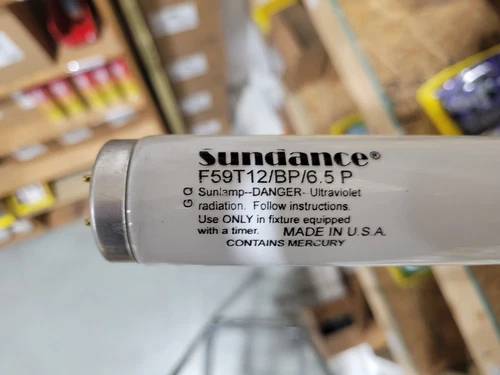 Sundance®
F59T12/BP/6.5 P
G Q
Sunlamp--DANGER- Ultraviolet
radiation. Follow instructions.
Use ONLY in fixture equipped
with a timer. MADE IN U.S.A.
CONTAINS MERCURY